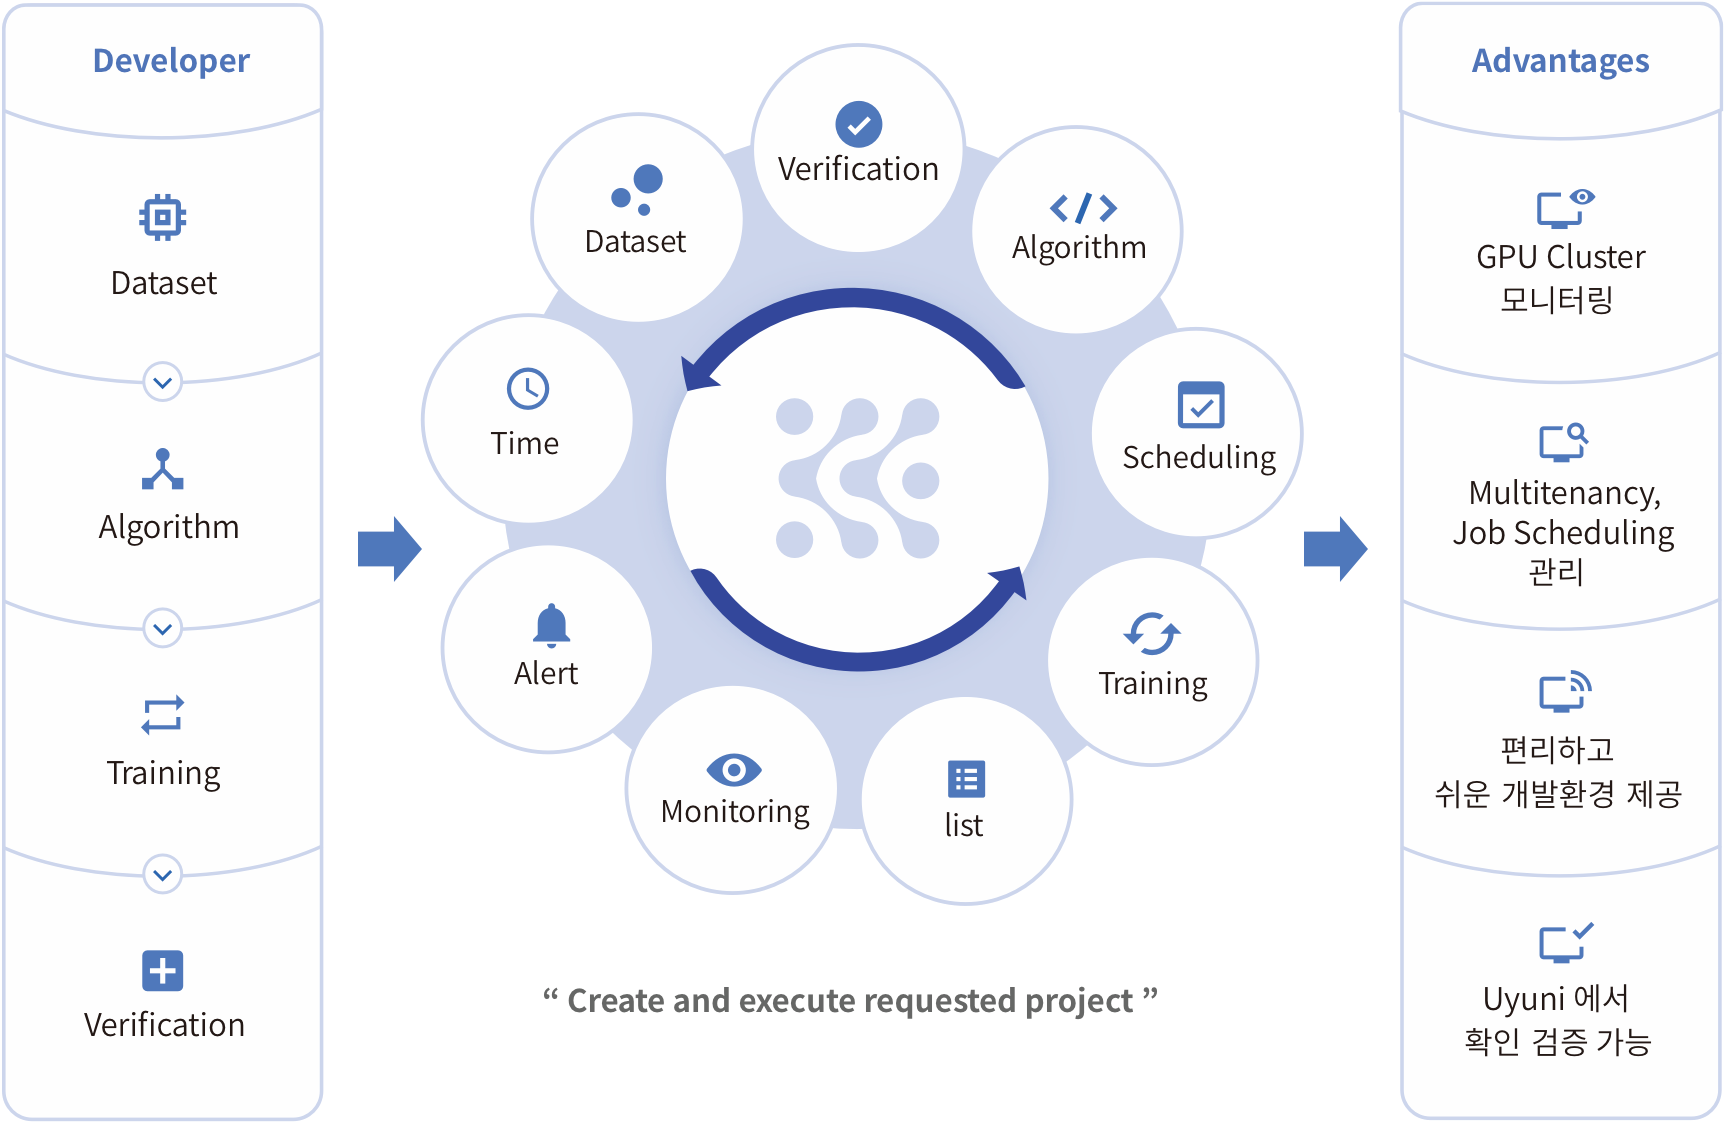 Developer
Dataset
Algorithm
Training
Verification
Verification
Dataset
Algorithm
Time
Scheduling
Alert
Training
Monitoring
list
“ Create and execute requested project ”
Advantages
GPU Cluster
모니터링
Multitenancy,
Job Scheduling
관리
편리하고
쉬운 개발환경 제공
Uyuni 에서
확인 검증 가능